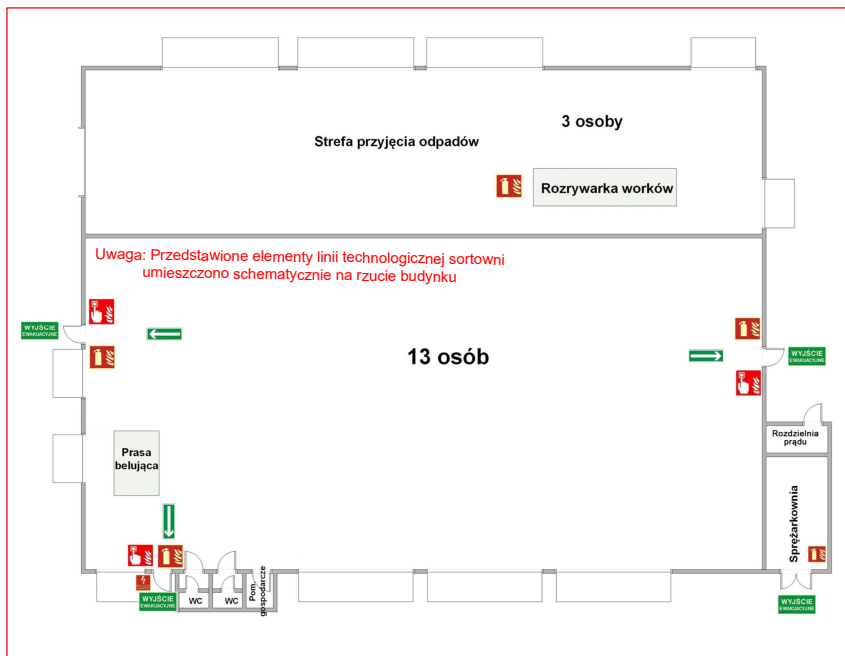 3 osoby
Strefa przyjęcia odpadów
Rozrywarka worków
Uwaga: Przedstawione elementy linii technologicznej sortowni
umieszczono schematycznie na rzucie budynku
WYJŚCIE
EWAKUACYJNE
13 osób
WYJŚCIE
EWAKUACYJNE
Rozdzielnia
prądu
Prasa
belująca
Sprężarkownia
Pom.
gospodarcze
WC
WC
WYJŚCIE
EWAKUACYJNE
WYJŚCIE
EWAKUACYJNE